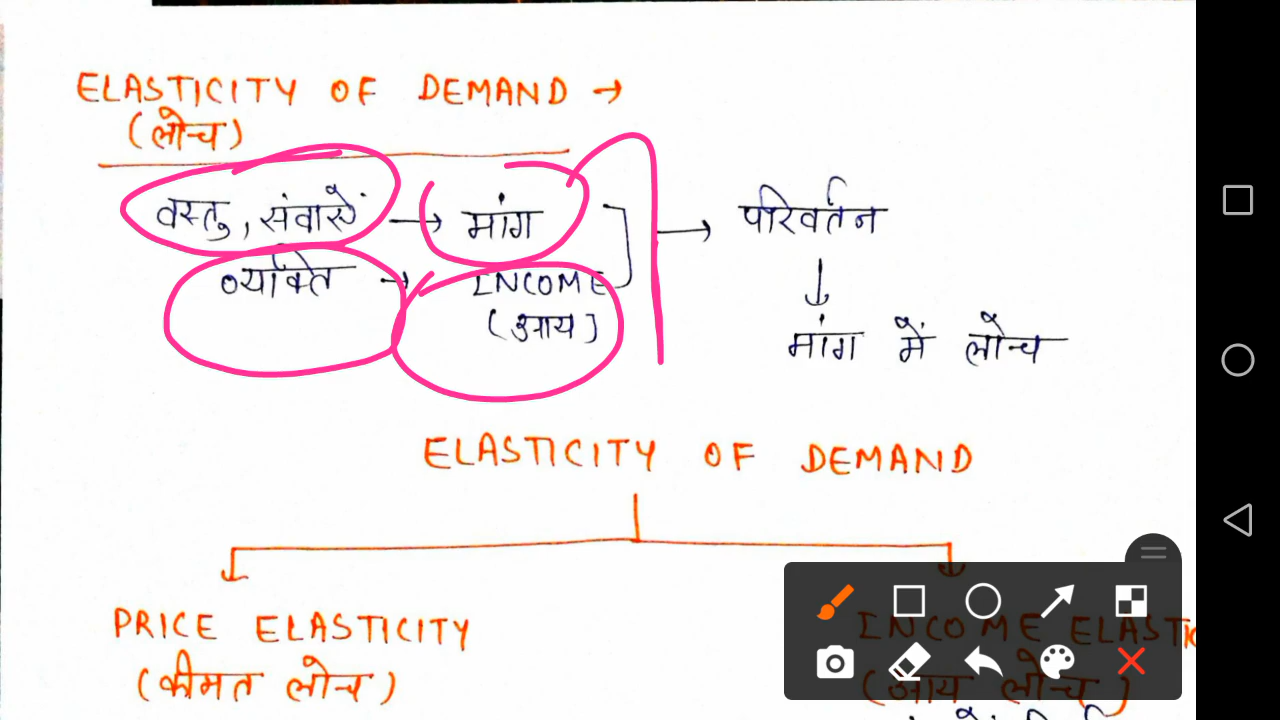 ELASTICITY OF DEMAND →
(लोच)
वस्तु, संवासें → मांग
व्यक्ति → INCOME
(आय)
→ परिवर्तन
↓
मांग में लोच
ELASTICITY OF DEMAND
PRICE ELASTICITY
(कीमत लोच)
INCOME ELASTIC
(आय लोच)